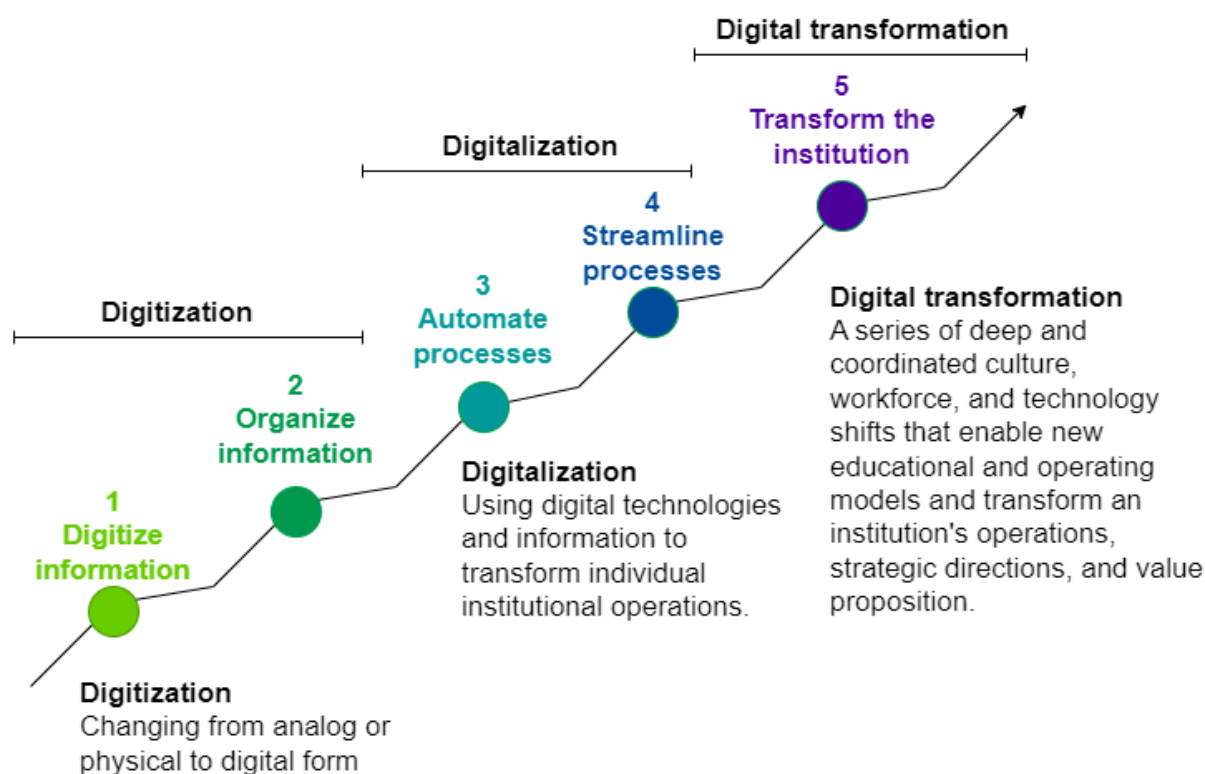 Digital transformation
5
Transform the
institution
Digitalization
4
Streamline
processes
Digitization
3
Automate
processes
2
Organize
information
1
Digitize
information
Digitization
Changing from analog or
physical to digital form
Digitalization
Using digital technologies
and information to
transform individual
institutional operations.
Digital transformation
A series of deep and
coordinated culture,
workforce, and technology
shifts that enable new
educational and operating
models and transform an
institution's operations,
strategic directions, and value
proposition.